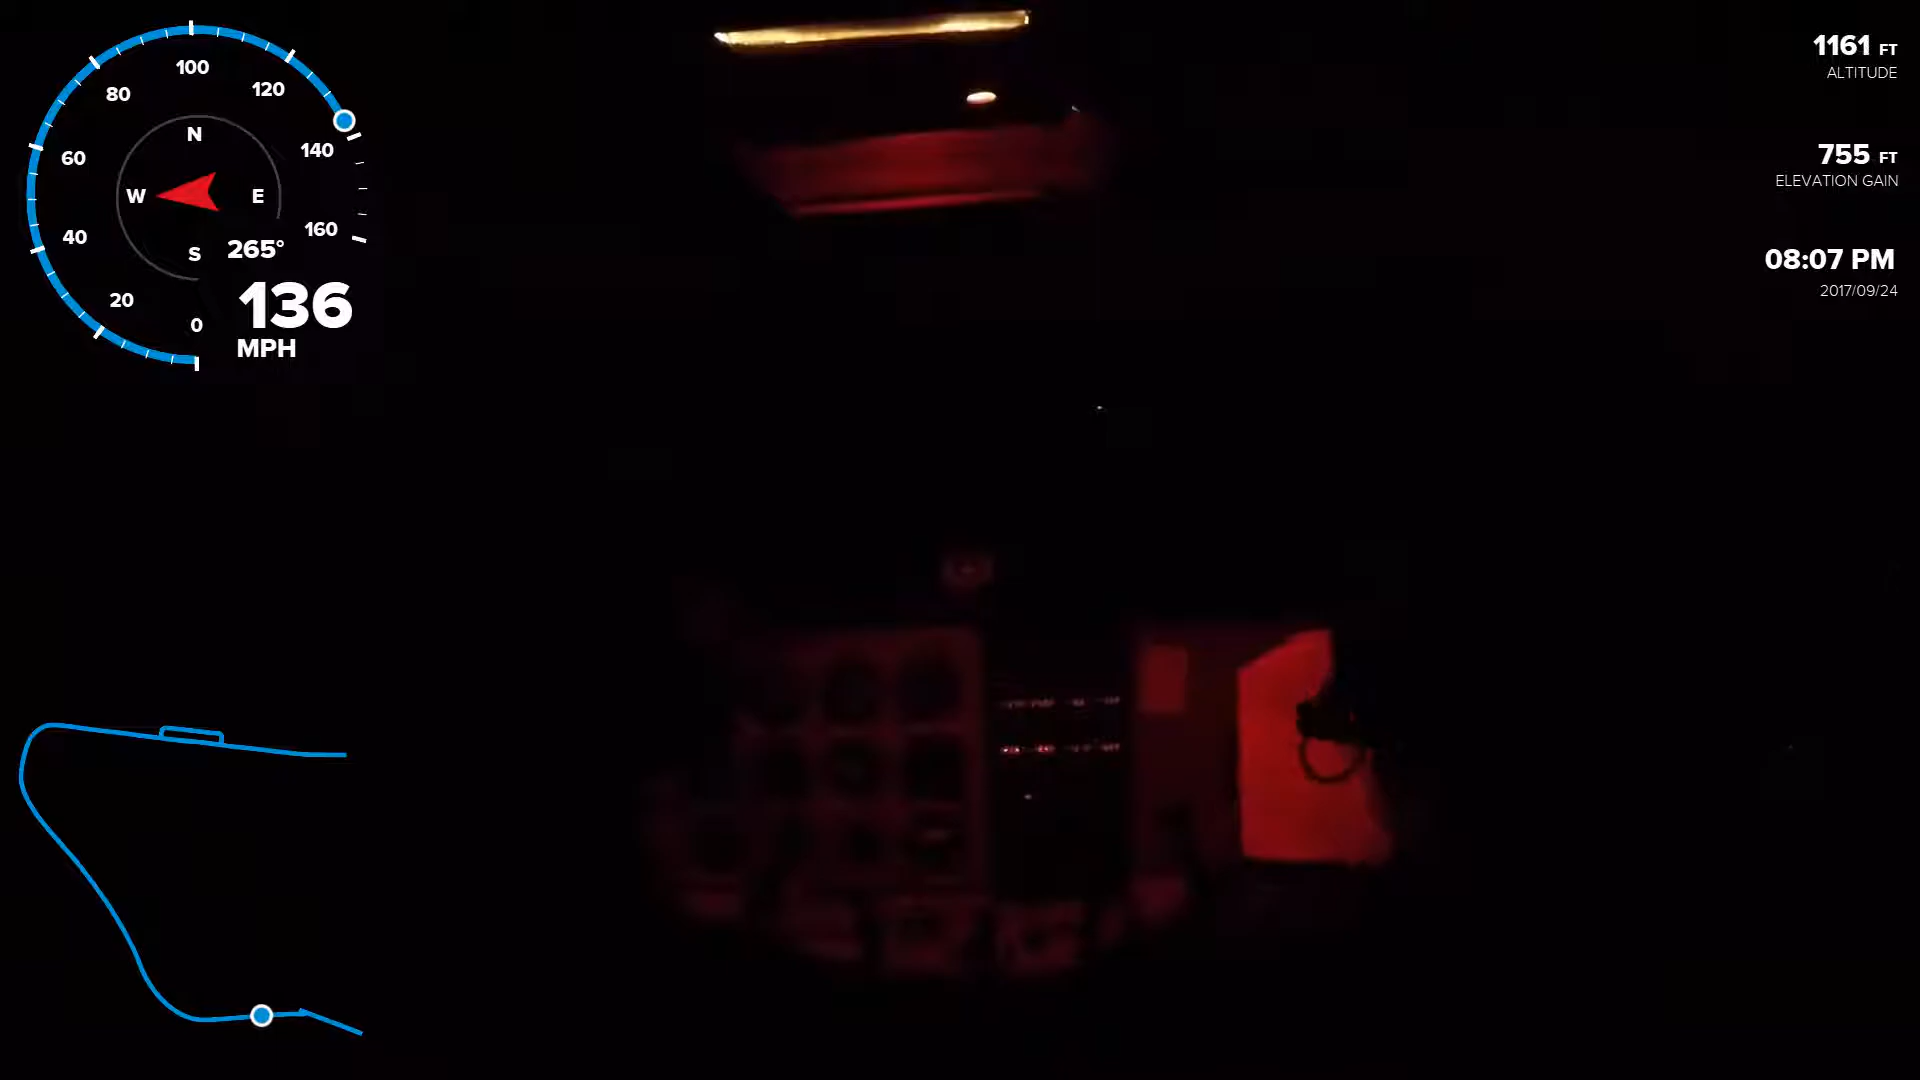 100
80
120
N
60
140
W
E
40
160
S
265°
20
136
0
MPH
1161 FT
ALTITUDE
755 FT
ELEVATION GAIN
08:07 PM
2017/09/24